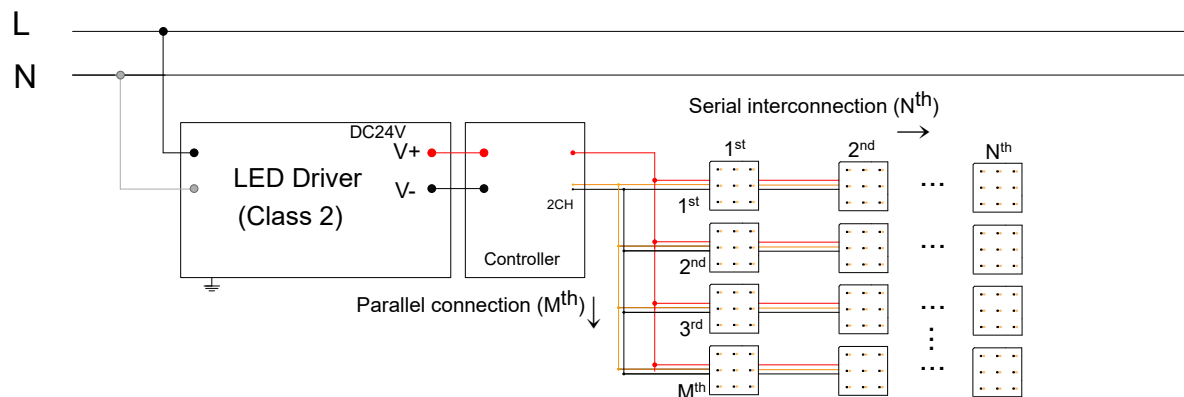 L
N
Serial interconnection (Nth)
DC24V
V+
LED Driver
(Class 2)
V-
2CH
Controller
Parallel connection (Mth)
1st
2nd
Nth
1st
...
2nd
...
3rd
...
Mth
...